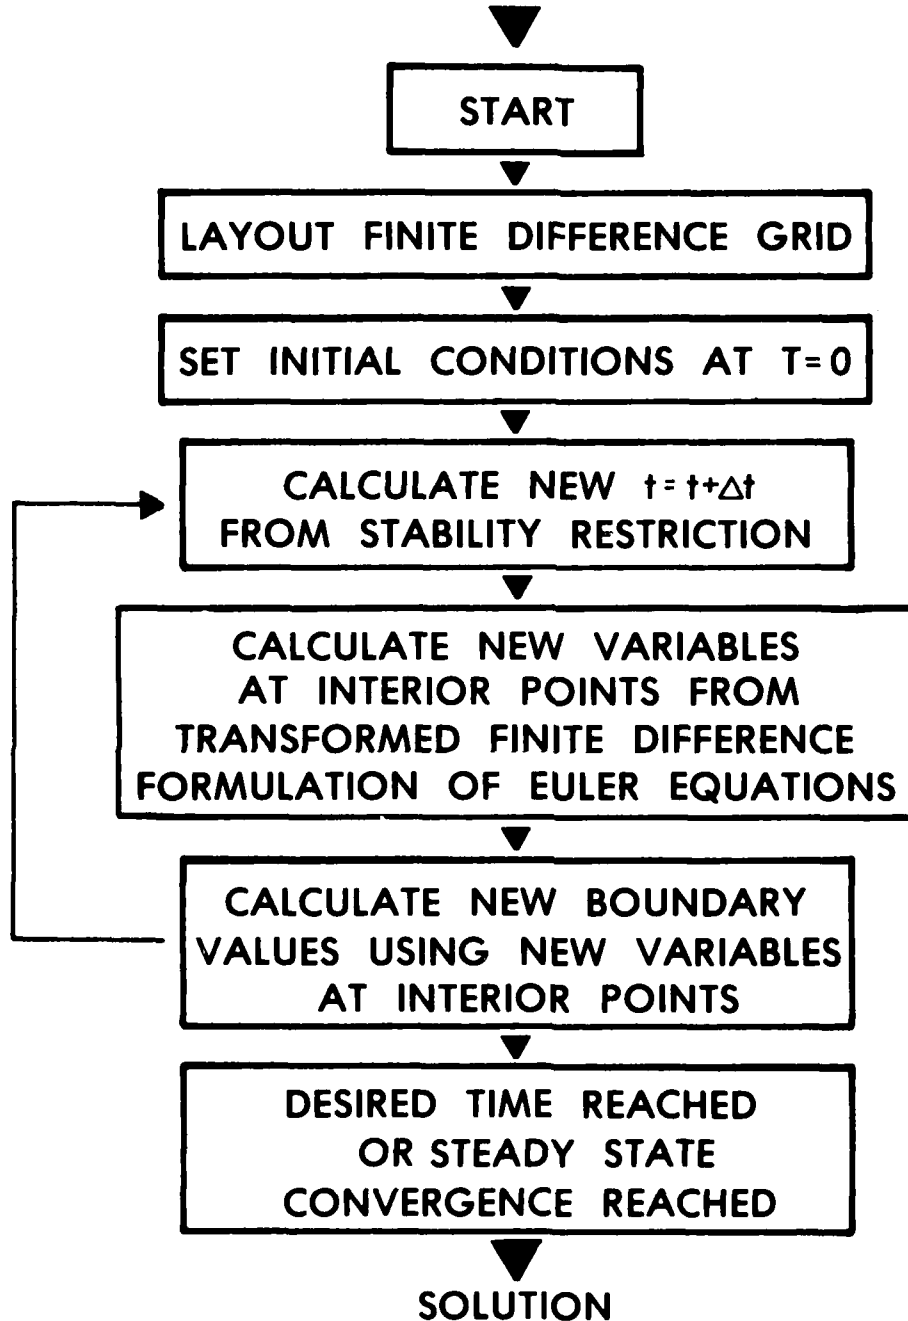 START
LAYOUT FINITE DIFFERENCE GRID
SET INITIAL CONDITIONS AT T=0
CALCULATE NEW t=t+Δt
FROM STABILITY RESTRICTION
CALCULATE NEW VARIABLES
AT INTERIOR POINTS FROM
TRANSFORMED FINITE DIFFERENCE
FORMULATION OF EULER EQUATIONS
CALCULATE NEW BOUNDARY
VALUES USING NEW VARIABLES
AT INTERIOR POINTS
DESIRED TIME REACHED
OR STEADY STATE
CONVERGENCE REACHED
SOLUTION